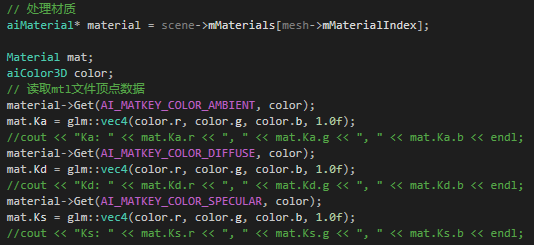 // 处理材质
aiMaterial* material = scene->mMaterials[mesh->mMaterialIndex];
Material mat;
aiColor3D color;
// 读取mtl文件顶点数据
material->Get(AI_MATKEY_COLOR_AMBIENT, color);
mat.Ka = glm::vec4(color.r, color.g, color.b, 1.0f);
//cout << "Ka: " << mat.Ka.r << ", " << mat.Ka.g << ", " << mat.Ka.b << endl;
material->Get(AI_MATKEY_COLOR_DIFFUSE, color);
mat.Kd = glm::vec4(color.r, color.g, color.b, 1.0f);
//cout << "Kd: " << mat.Kd.r << ", " << mat.Kd.g << ", " << mat.Kd.b << endl;
material->Get(AI_MATKEY_COLOR_SPECULAR, color);
mat.Ks = glm::vec4(color.r, color.g, color.b, 1.0f);
//cout << "Ks: " << mat.Ks.r << ", " << mat.Ks.g << ", " << mat.Ks.b << endl;